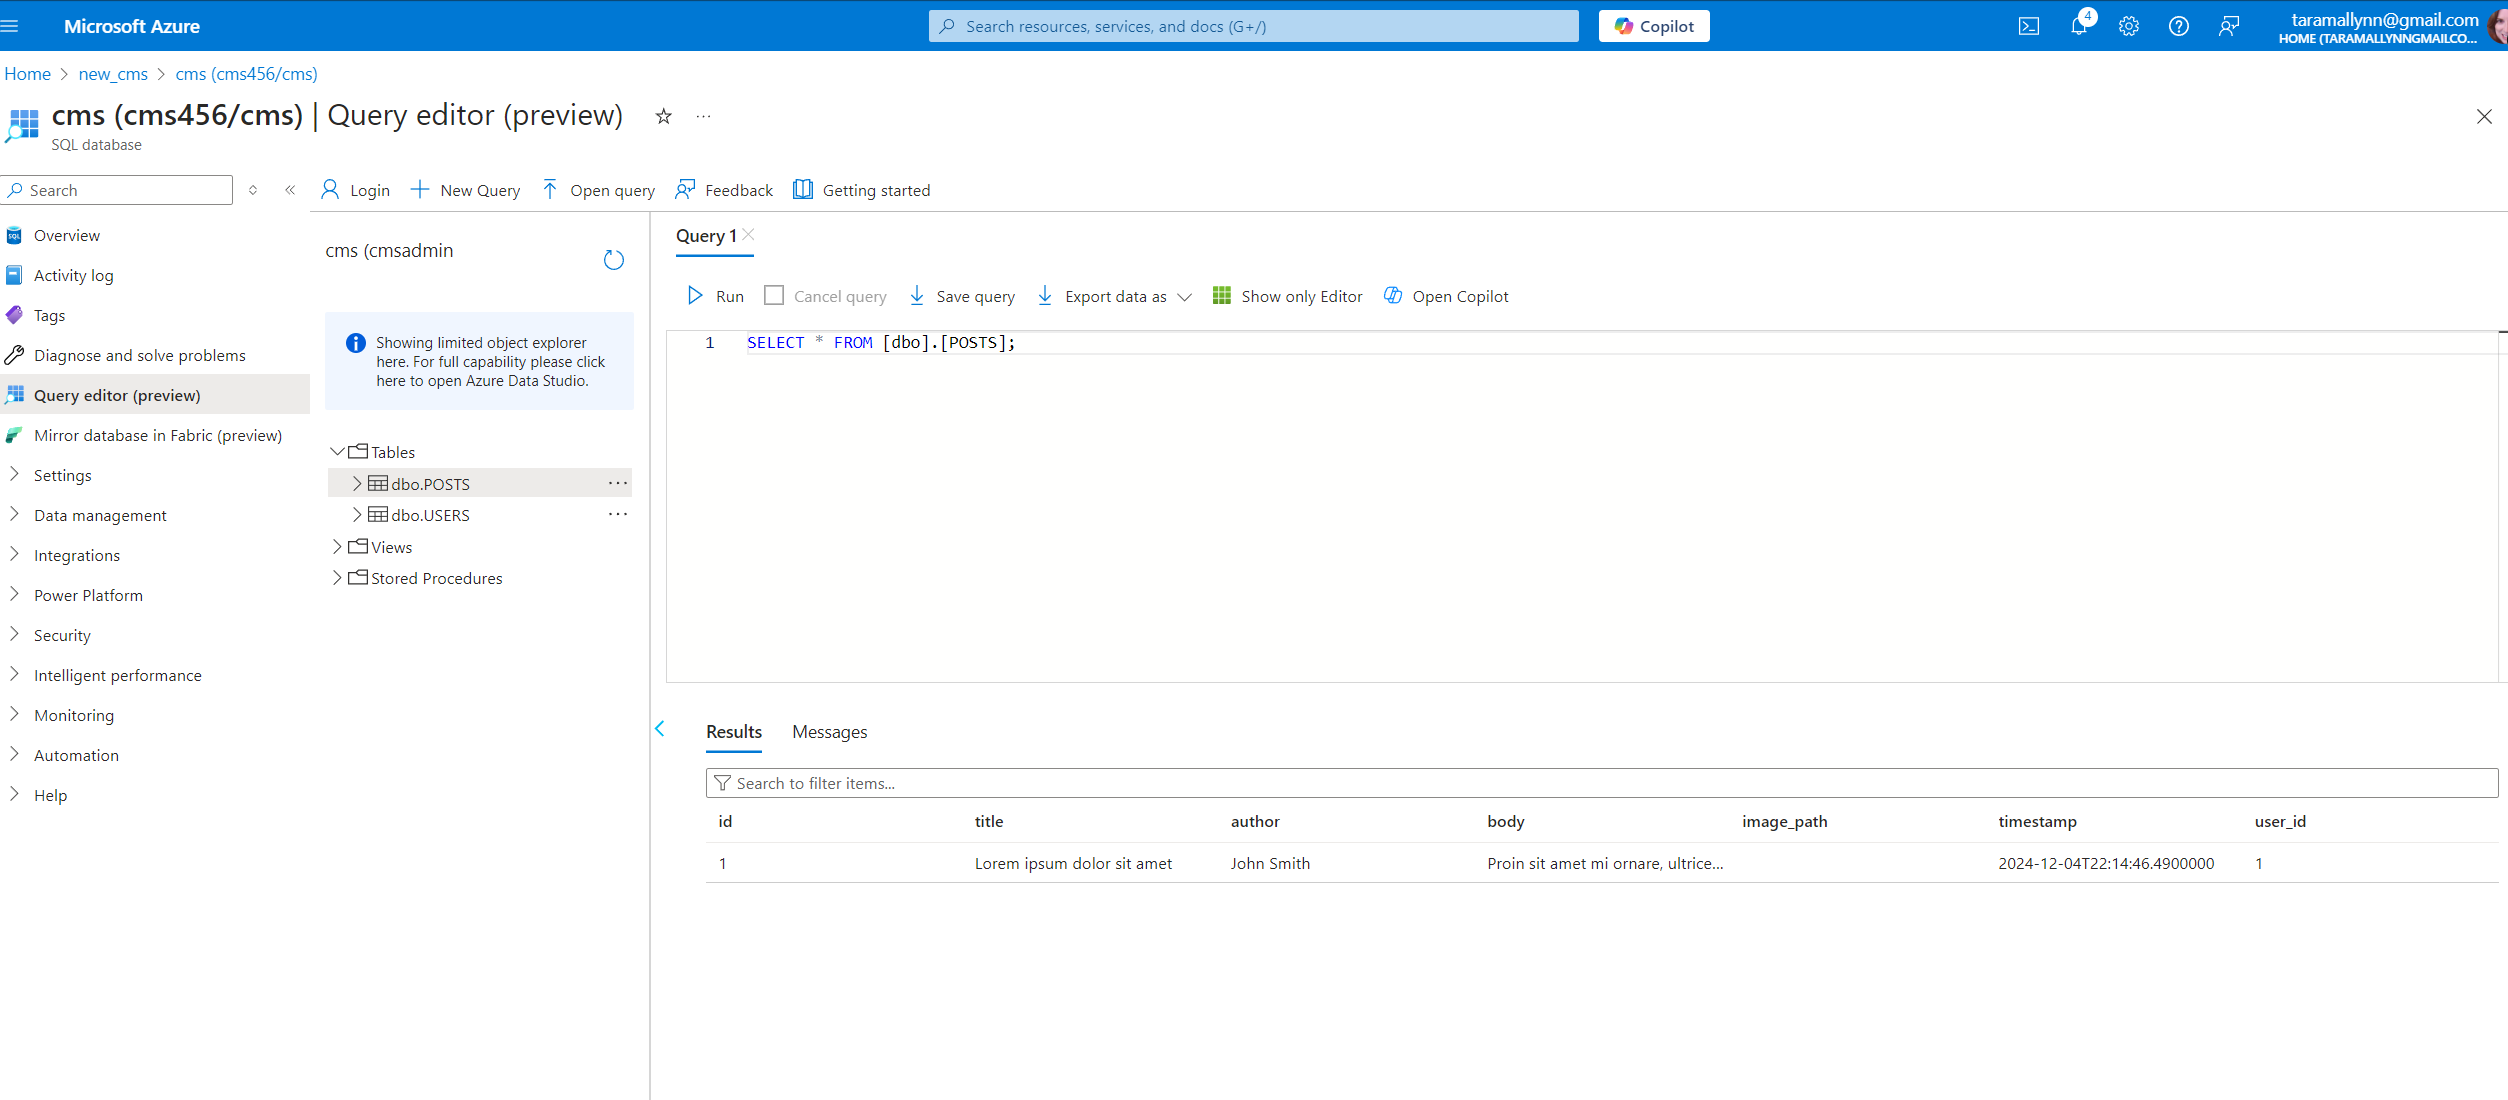 Microsoft Azure
Search resources, services, and docs (G+/)
Copilot
4
taramallynn@gmail.com
HOME (TARAMALLYNNGMAILCO...
Home > new_cms > cms (cms456/cms)
cms (cms456/cms) | Query editor (preview)
SQL database
Search
Login
New Query
Open query
Feedback
Getting started
Overview
Activity log
Tags
Diagnose and solve problems
Query editor (preview)
Mirror database in Fabric (preview)
Settings
Data management
Integrations
Power Platform
Security
Intelligent performance
Monitoring
Automation
Help
cms (cmsadmin
Showing limited object explorer
here. For full capability please click
here to open Azure Data Studio.
Tables
dbo.POSTS
dbo.USERS
Views
Stored Procedures
Query 1
Run
Cancel query
Save query
Export data as
Show only Editor
Open Copilot
1 SELECT * FROM [dbo].[POSTS];
Results
Messages
Search to filter items...
id title author body image_path timestamp user_id
1 Lorem ipsum dolor sit amet John Smith Proin sit amet mi ornare, ultrice... 2024-12-04T22:14:46.4900000 1